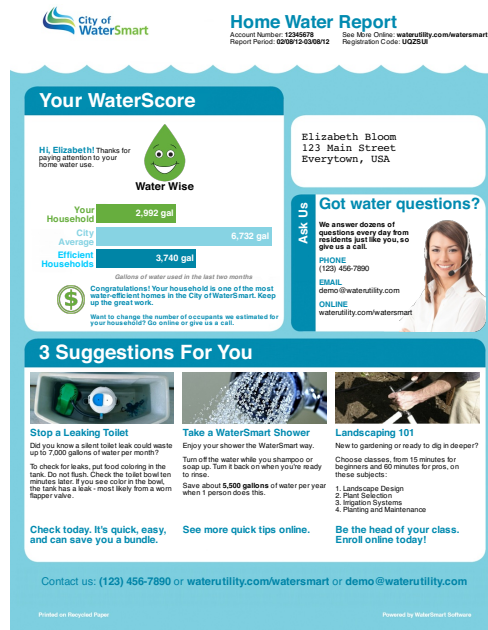 City of
WaterSmart
Home Water Report
Account Number: 12345678
Report Period: 02/08/12-03/08/12
See More Online: waterutility.com/watersmart
Registration Code: UQZSUI
Your WaterScore
Hi, Elizabeth! Thanks for
paying attention to your
home water use.
Water Wise
Your
Household
2,992 gal
City
Average
6,732 gal
Efficient
Households
3,740 gal
Gallons of water used in the last two months
$
Congratulations! Your household is one of the most
water-efficient homes in the City of WaterSmart. Keep
up the great work.
Want to change the number of occupants we estimated for
your household? Go online or give us a call.
Elizabeth Bloom
123 Main Street
Everytown, USA
Ask Us
Got water questions?
We answer dozens of
questions every day from
residents just like you, so
give us a call.
PHONE
(123) 456-7890
EMAIL
demo@waterutility.com
ONLINE
waterutility.com/watersmart
3 Suggestions For You
Stop a Leaking Toilet
Did you know a silent toilet leak could waste
up to 7,000 gallons of water per month?
To check for leaks, put food coloring in the
tank. Do not flush. Check the toilet bowl ten
minutes later. If you see color in the bowl,
the tank has a leak - most likely from a worn
flapper valve.
Check today. It's quick, easy,
and can save you a bundle.
Take a WaterSmart Shower
Enjoy your shower the WaterSmart way.
Turn off the water while you shampoo or
soap up. Turn it back on when you're ready
to rinse.
Save about 5,500 gallons of water per year
when 1 person does this.
See more quick tips online.
Landscaping 101
New to gardening or ready to dig in deeper?
Choose classes, from 15 minutes for
beginners and 60 minutes for pros, on
these subjects:
1. Landscape Design
2. Plant Selection
3. Irrigation Systems
4. Planting and Maintenance
Be the head of your class.
Enroll online today!
Contact us: (123) 456-7890 or waterutility.com/watersmart or demo@waterutility.com
Printed on Recycled Paper
Powered by WaterSmart Software